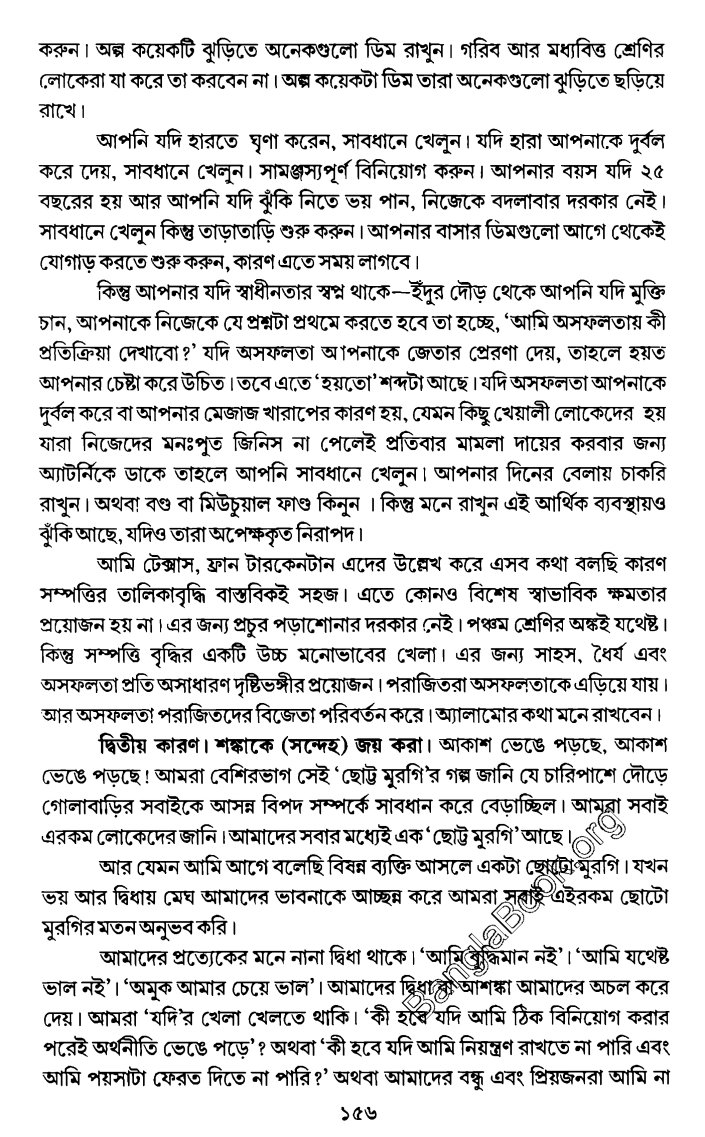 করুন। অল্প কয়েকটি ঝুড়িতে অনেকগুলো ডিম রাখুন। গরিব আর মধ্যবিত্ত শ্রেণির
লোকেরা যা করে তা করবেন না। অল্প কয়েকটা ডিম তারা অনেকগুলো ঝুড়িতে ছড়িয়ে
রাখে।
আপনি যদি হারতে ঘৃণা করেন, সাবধানে খেলুন। যদি হারা আপনাকে দুর্বল
করে দেয়, সাবধানে খেলুন। সামঞ্জস্যপূর্ণ বিনিয়োগ করুন। আপনার বয়স যদি ২৫
বছরের হয় আর আপনি যদি ঝুঁকি নিতে ভয় পান, নিজেকে বদলাবার দরকার নেই।
সাবধানে খেলুন কিন্তু তাড়াতাড়ি শুরু করুন। আপনার বাসার ডিমগুলো আগে থেকেই
যোগাড় করতে শুরু করুন, কারণ এতে সময় লাগবে।
কিন্তু আপনার যদি স্বাধীনতার স্বপ্ন থাকে—ইঁদুর দৌড় থেকে আপনি যদি মুক্তি
চান, আপনাকে নিজেকে যে প্রশ্নটা প্রথমে করতে হবে তা হচ্ছে, ‘আমি অসফলতায় কী
প্রতিক্রিয়া দেখাবো?’ যদি অসফলতা আপনাকে জেতার প্রেরণা দেয়, তাহলে হয়ত
আপনার চেষ্টা করে উচিত। তবে এতে ‘হয়তো’ শব্দটা আছে। যদি অসফলতা আপনাকে
দুর্বল করে বা আপনার মেজাজ খারাপের কারণ হয়, যেমন কিছু খেয়ালী লোকেদের হয়
যারা নিজেদের মনঃপূত জিনিস না পেলেই প্রতিবার মামলা দায়ের করবার জন্য
অ্যাটর্নিকে ডাকে তাহলে আপনি সাবধানে খেলুন। আপনার দিনের বেলায় চাকরি
রাখুন। অথবা বণ্ড বা মিউচুয়াল ফাণ্ড কিনুন । কিন্তু মনে রাখুন এই আর্থিক ব্যবস্থায়ও
ঝুঁকি আছে, যদিও তারা অপেক্ষকৃত নিরাপদ।
আমি টেক্সাস, ফ্রান টারকেনটান এদের উল্লেখ করে এসব কথা বলছি কারণ
সম্পত্তির তালিকাবৃদ্ধি বাস্তবিকই সহজ। এতে কোনও বিশেষ স্বাভাবিক ক্ষমতার
প্রয়োজন হয় না। এর জন্য প্রচুর পড়াশোনার দরকার নেই। পঞ্চম শ্রেণির অঙ্কই যথেষ্ট।
কিন্তু সম্পত্তি বৃদ্ধির একটি উচ্চ মনোভাবের খেলা। এর জন্য সাহস, ধৈর্য এবং
অসফলতা প্রতি অসাধারণ দৃষ্টিভঙ্গীর প্রয়োজন। পরাজিতরা অসফলতাকে এড়িয়ে যায়।
আর অসফলতা পরাজিতদের বিজেতা পরিবর্তন করে। অ্যালামোর কথা মনে রাখবেন।
দ্বিতীয় কারণ। শঙ্কাকে (সন্দেহ) জয় করা। আকাশ ভেঙে পড়ছে, আকাশ
ভেঙে পড়ছে! আমরা বেশিরভাগ সেই ‘ছোট্ট মুরগি’র গল্প জানি যে চারিপাশে দৌড়ে
গোলাবাড়ির সবাইকে আসন্ন বিপদ সম্পর্কে সাবধান করে বেড়াচ্ছিল। আমরা সবাই
এরকম লোকেদের জানি। আমাদের সবার মধ্যেই এক ‘ছোট্ট মুরগি’ আছে।
আর যেমন আমি আগে বলেছি বিষন্ন ব্যক্তি আসলে একটা ছোটো মুরগি। যখন
ভয় আর দ্বিধায় মেঘ আমাদের ভাবনাকে আচ্ছন্ন করে আমরা সবাই এইরকম ছোটো
মুরগির মতন অনুভব করি।
আমাদের প্রত্যেকের মনে নানা দ্বিধা থাকে। ‘আমি বুদ্ধিমান নই’। ‘আমি যথেষ্ট
ভাল নই’। ‘অমুক আমার চেয়ে ভাল’। আমাদের দ্বিধা বা আশঙ্কা আমাদের অচল করে
দেয়। আমরা ‘যদি’র খেলা খেলতে থাকি। ‘কী হবে যদি আমি ঠিক বিনিয়োগ করার
পরেই অর্থনীতি ভেঙে পড়ে’? অথবা ‘কী হবে যদি আমি নিয়ন্ত্রণ রাখতে না পারি এবং
আমি পয়সাটা ফেরত দিতে না পারি?’ অথবা আমাদের বন্ধু এবং প্রিয়জনরা আমি না
১৫৬
BanglaBook.org